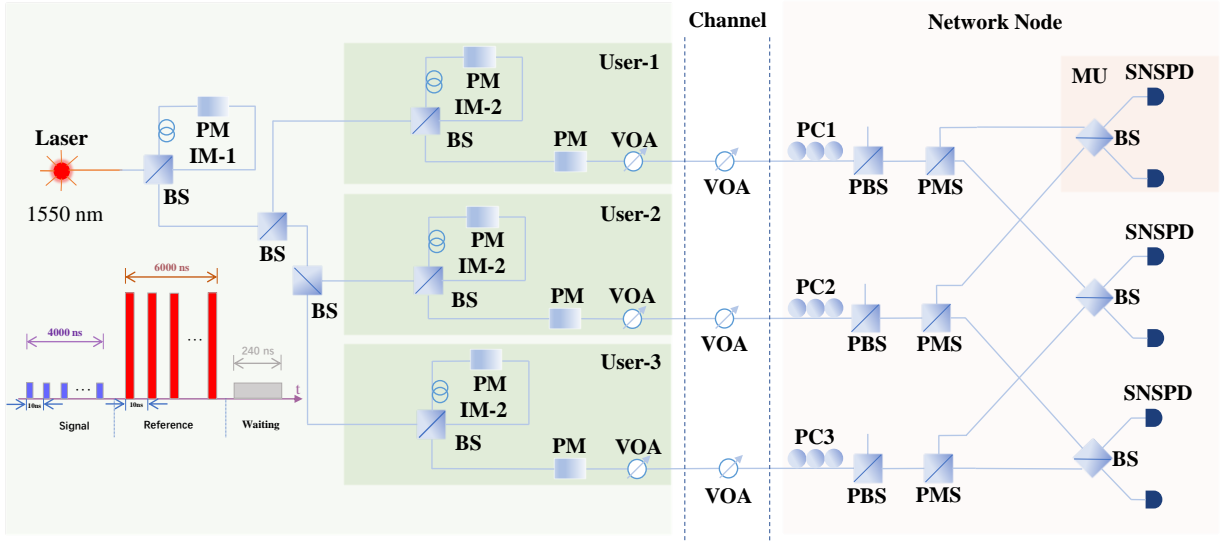 Channel
Network Node
Laser
1550 nm
PM
IM-1
BS
BS
BS
User-1
PM
IM-2
BS
PM
VOA
User-2
PM
IM-2
BS
PM
VOA
User-3
PM
IM-2
BS
PM
VOA
VOA
VOA
VOA
PC1
PBS
PMS
PC2
PBS
PMS
PC3
PBS
PMS
MU
SNSPD
BS
SNSPD
BS
SNSPD
BS
6000 ns
4000 ns
240 ns
...
...
t
10ns
10ns
Signal
Reference
Waiting